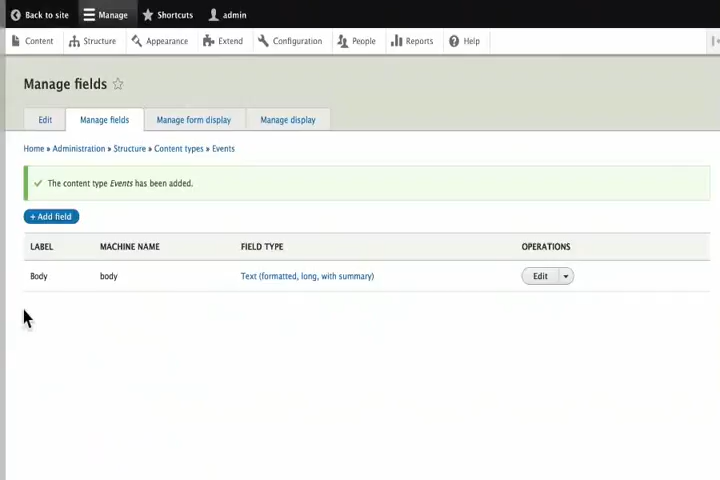 Back to site Manage Shortcuts admin
Content Structure Appearance Extend Configuration People Reports Help
Manage fields
Edit Manage fields Manage form display Manage display
Home » Administration » Structure » Content types » Events
The content type Events has been added.
+ Add field
LABEL MACHINE NAME FIELD TYPE OPERATIONS
Body body Text (formatted, long, with summary) Edit